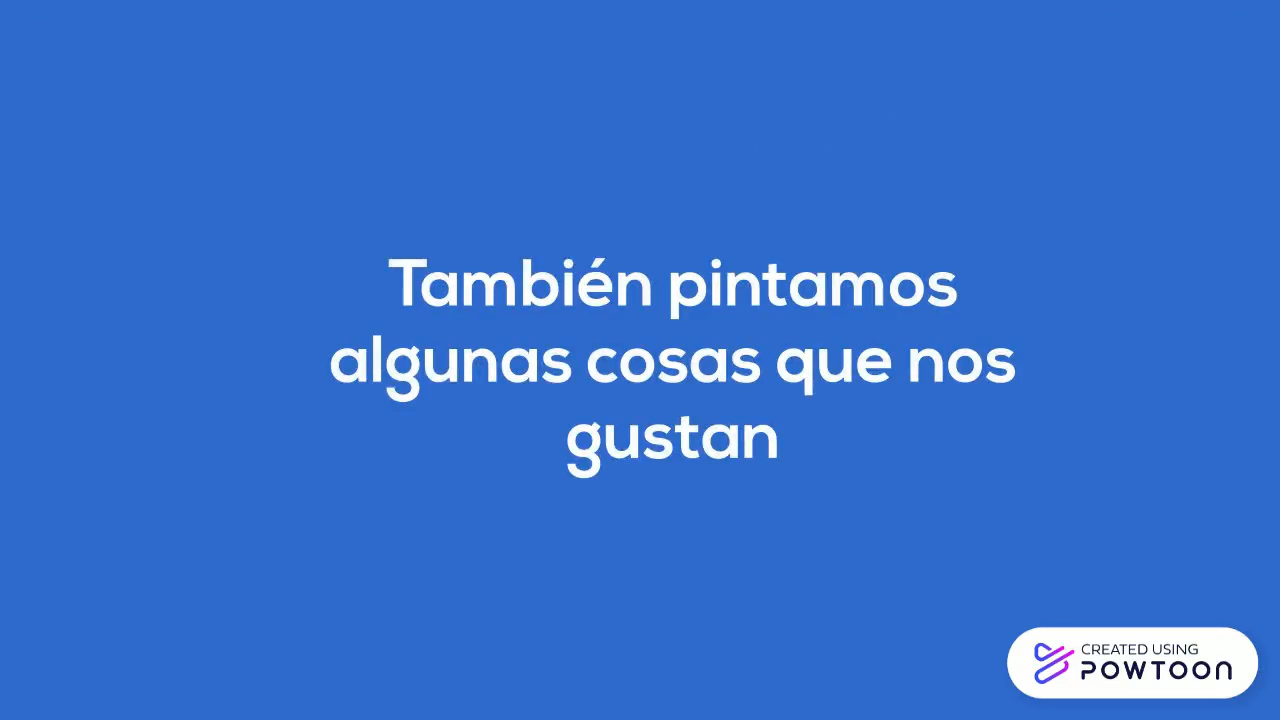 También pintamos
algunas cosas que nos
gustan
CREATED USING
POWTOON